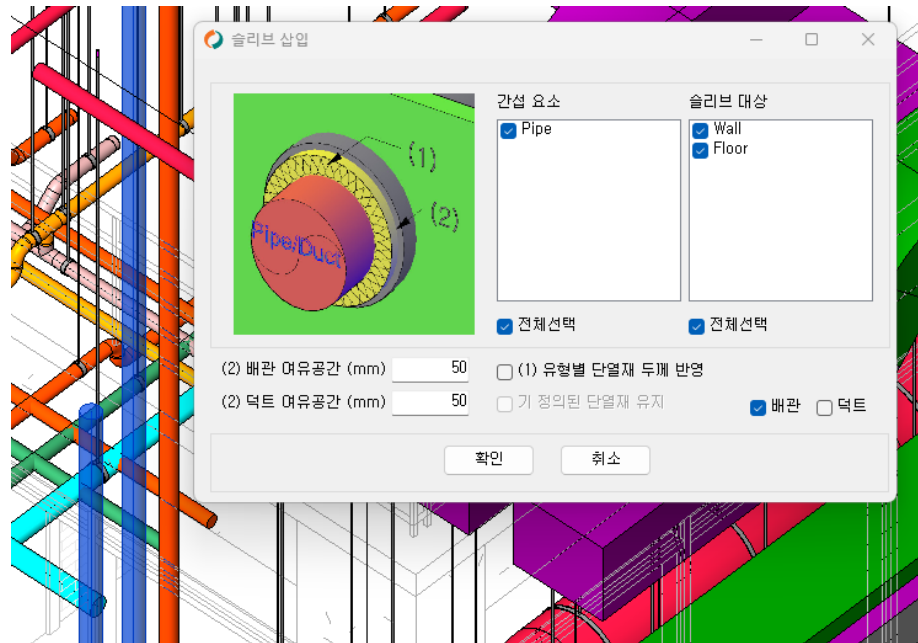 슬리브 삽입
간섭 요소
슬리브 대상
Pipe
Wall
Floor
(1)
(2)
Pipe/Duct
전체선택
전체선택
(2) 배관 여유공간 (mm) 50
(1) 유형별 단열재 두께 반영
(2) 덕트 여유공간 (mm) 50
기 정의된 단열재 유지
배관
덕트
확인
취소